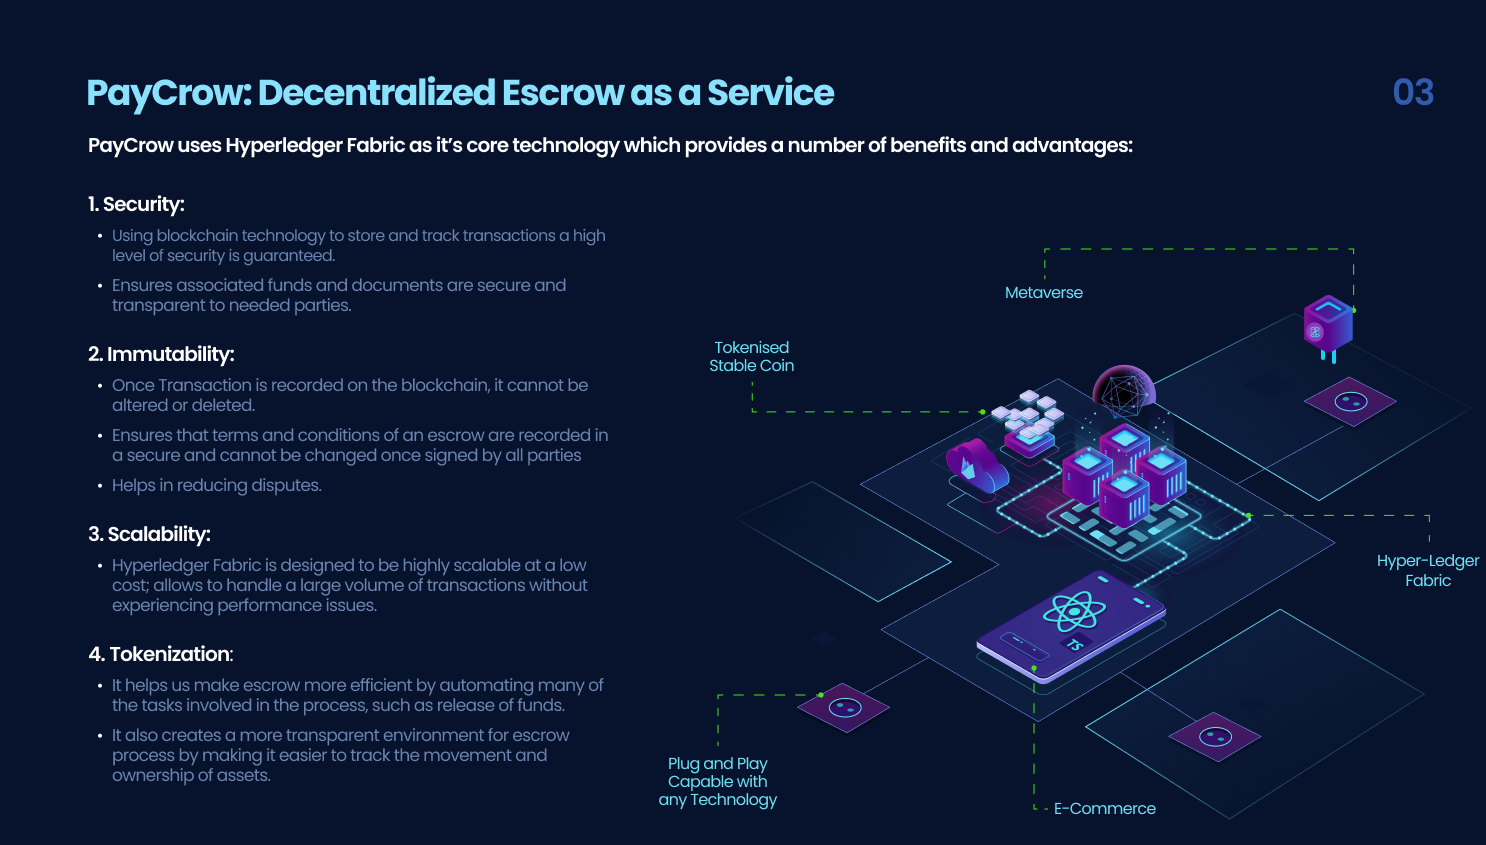 PayCrow: Decentralized Escrow as a Service
03
PayCrow uses Hyperledger Fabric as it's core technology which provides a number of benefits and advantages:
1. Security:
• Using blockchain technology to store and track transactions a high
level of security is guaranteed.
• Ensures associated funds and documents are secure and
transparent to needed parties.
2. Immutability:
• Once Transaction is recorded on the blockchain, it cannot be
altered or deleted.
• Ensures that terms and conditions of an escrow are recorded in
a secure and cannot be changed once signed by all parties
• Helps in reducing disputes.
3. Scalability:
• Hyperledger Fabric is designed to be highly scalable at a low
cost; allows to handle a large volume of transactions without
experiencing performance issues.
4. Tokenization:
• It helps us make escrow more efficient by automating many of
the tasks involved in the process, such as release of funds.
• It also creates a more transparent environment for escrow
process by making it easier to track the movement and
ownership of assets.
Metaverse
Tokenised
Stable Coin
Hyper-Ledger
Fabric
TS
Plug and Play
Capable with
any Technology
E-Commerce